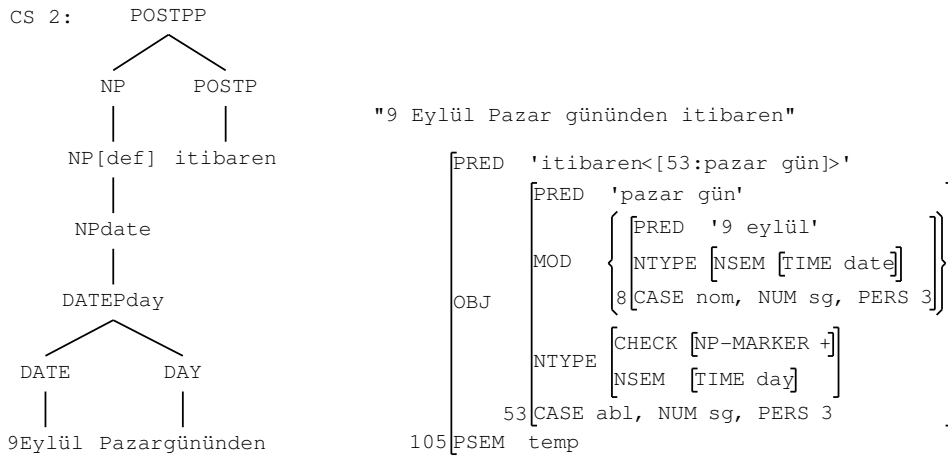 CS 2: POSTPP
NP POSTP
"9 Eylül Pazar gününden itibaren"
NP[def] itibaren
PRED 'itibaren<[53:pazar gün]>'
PRED 'pazar gün'
NPdate
PRED '9 eylül'
MOD NTYPE [NSEM [TIME date]]
DATEPday
8 CASE nom, NUM sg, PERS 3
OBJ
CHECK [NP-MARKER +]
NTYPE
DATE DAY
NSEM [TIME day]
53 CASE abl, NUM sg, PERS 3
9Eylül Pazargününden
105 PSEM temp